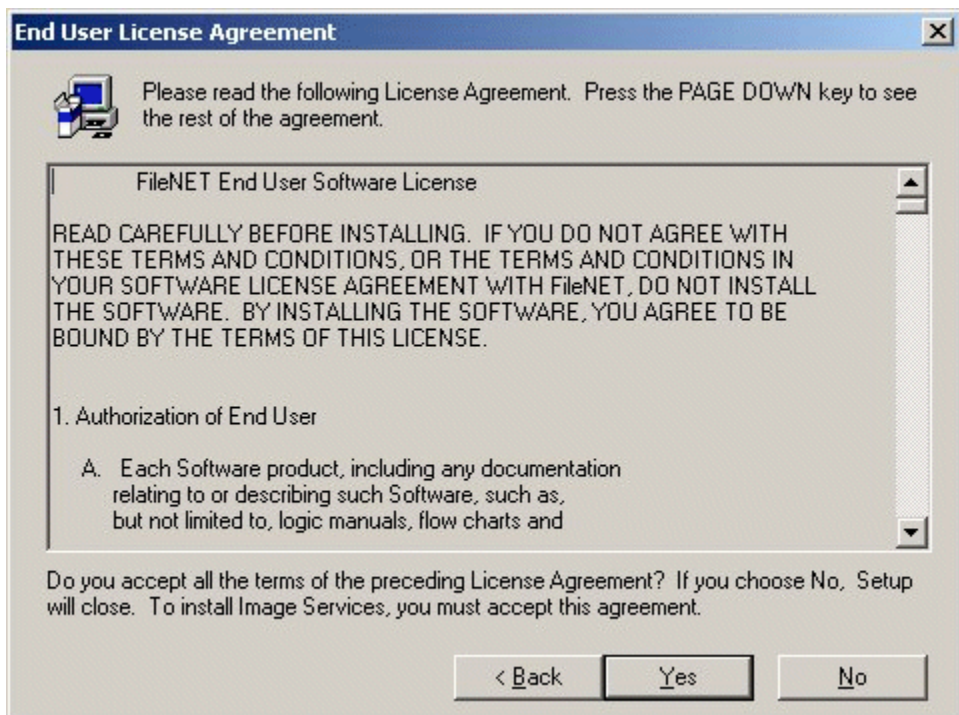 End User License Agreement
Please read the following License Agreement. Press the PAGE DOWN key to see
the rest of the agreement.
FileNET End User Software License
READ CAREFULLY BEFORE INSTALLING. IF YOU DO NOT AGREE WITH
THESE TERMS AND CONDITIONS, OR THE TERMS AND CONDITIONS IN
YOUR SOFTWARE LICENSE AGREEMENT WITH FileNET, DO NOT INSTALL
THE SOFTWARE. BY INSTALLING THE SOFTWARE, YOU AGREE TO BE
BOUND BY THE TERMS OF THIS LICENSE.
1. Authorization of End User
A. Each Software product, including any documentation
relating to or describing such Software, such as,
but not limited to, logic manuals, flow charts and
Do you accept all the terms of the preceding License Agreement? If you choose No, Setup
will close. To install Image Services, you must accept this agreement.
< Back
Yes
No